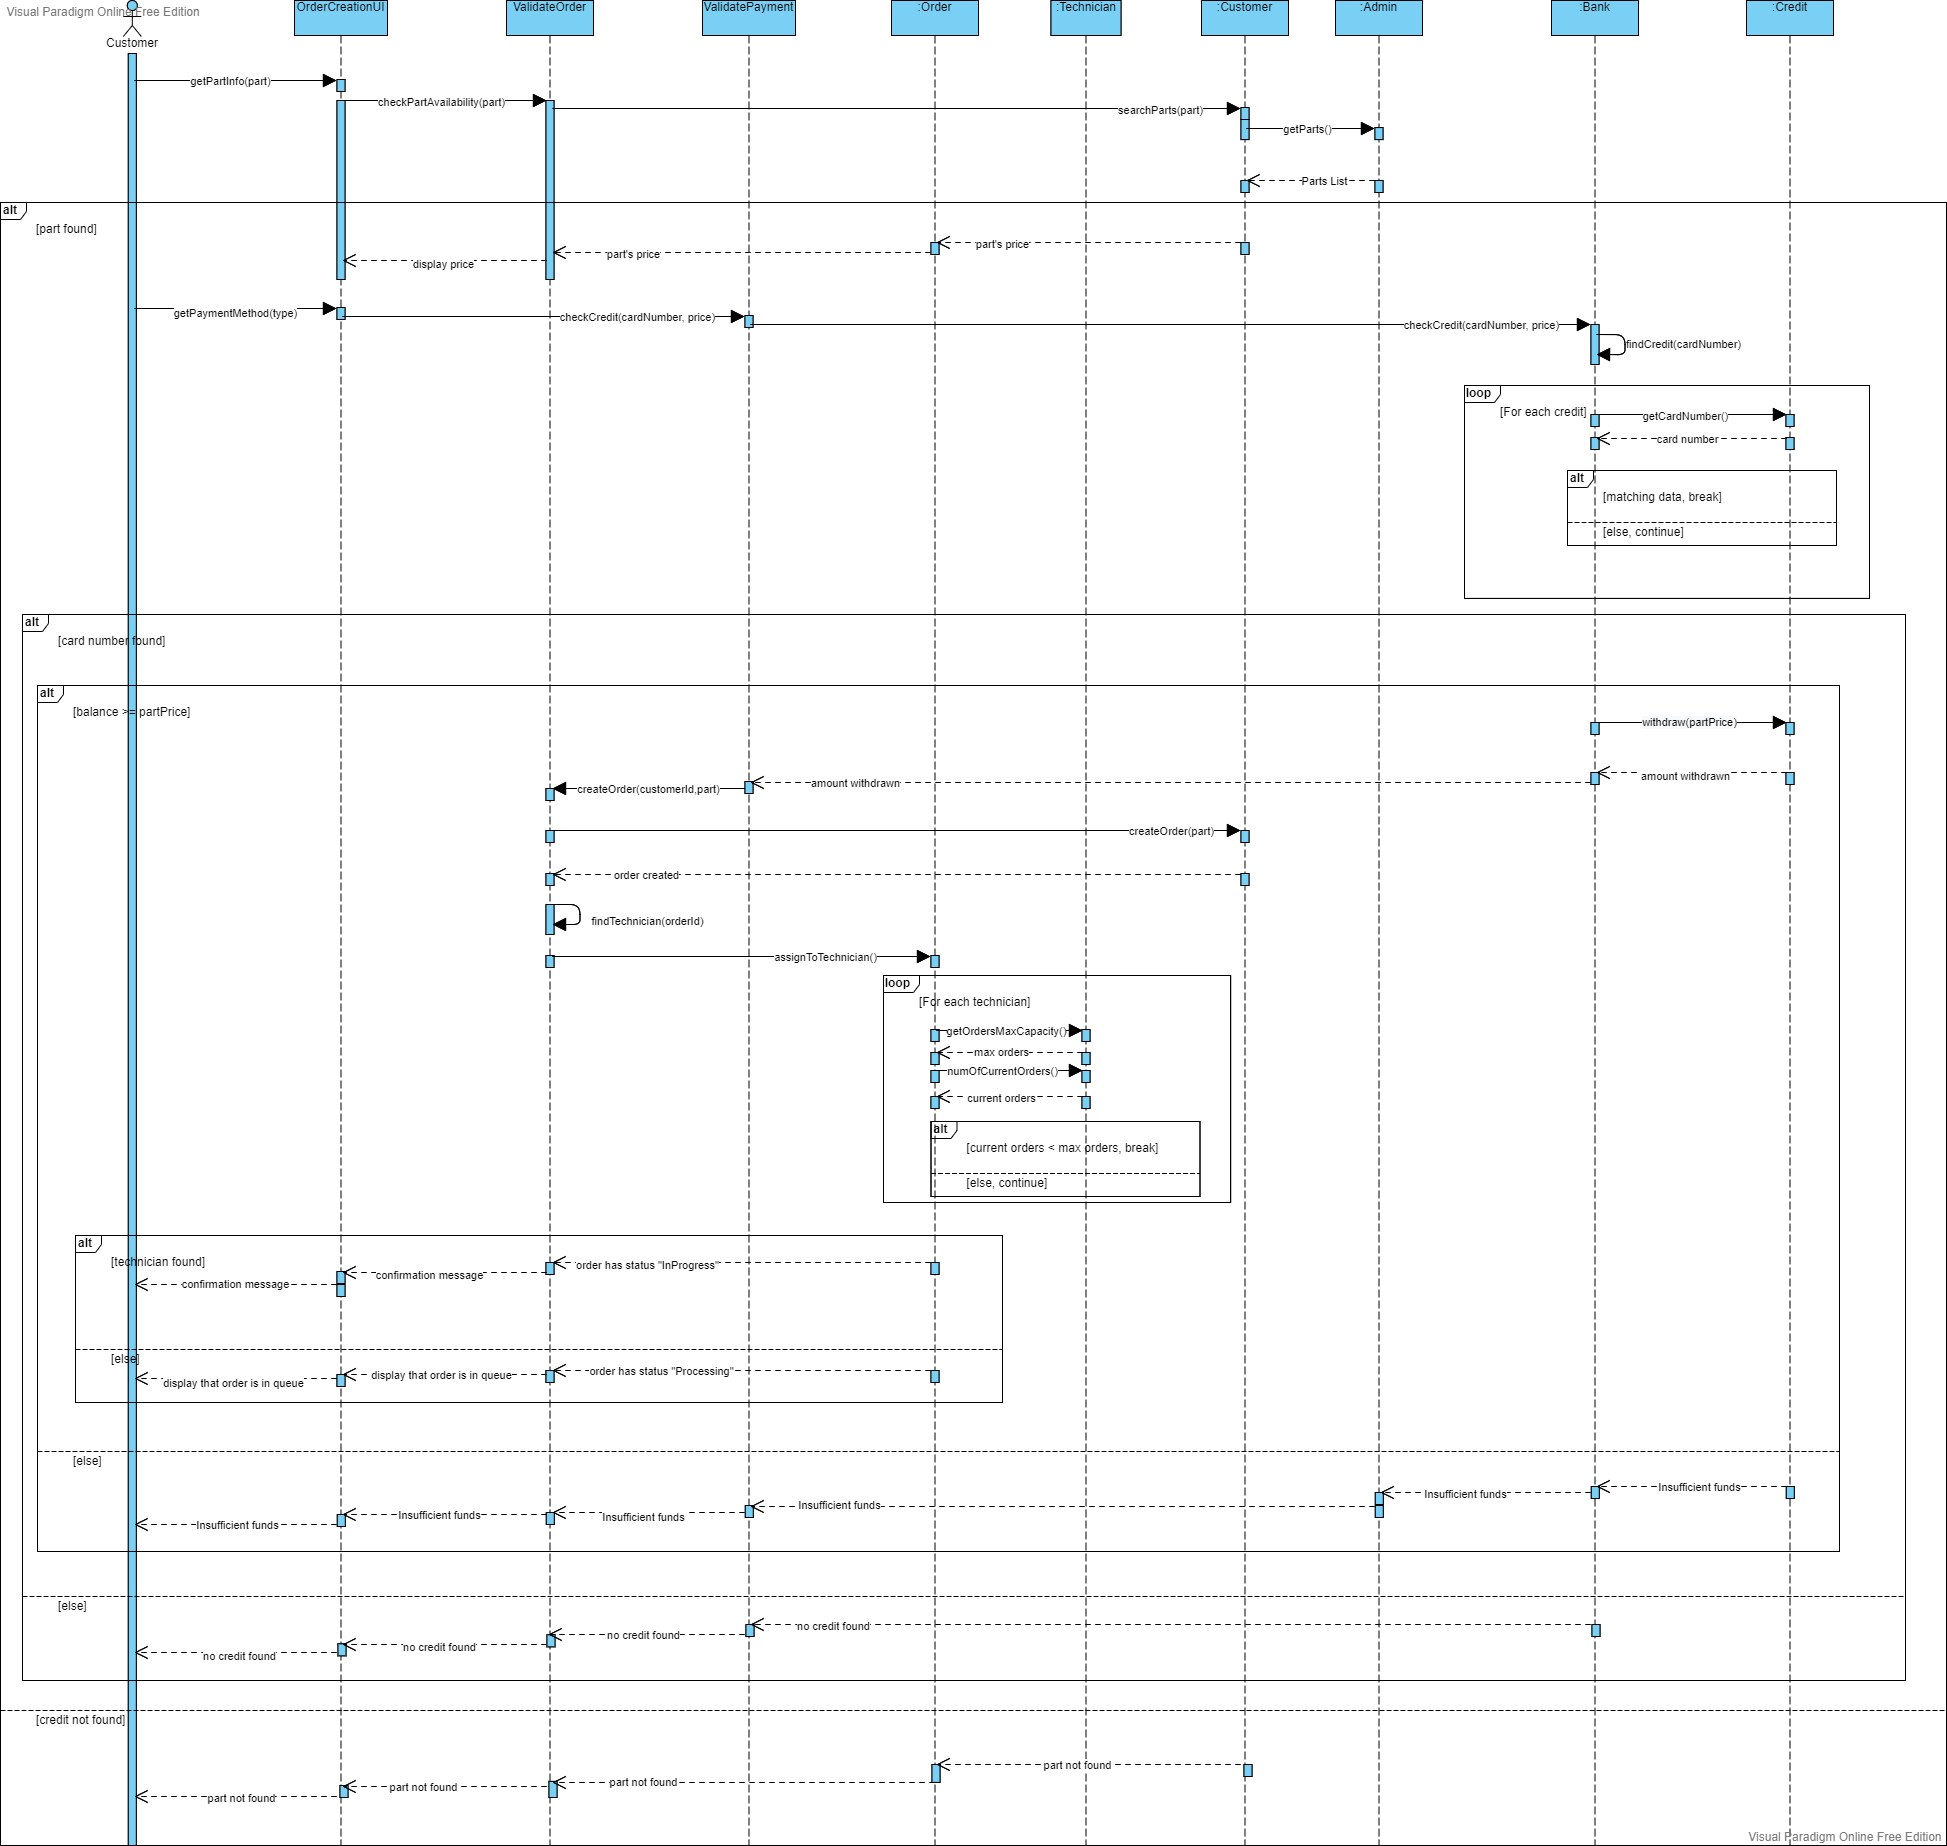 Visual Paradigm Online Free Edition
Customer
OrderCreationUI
ValidateOrder
ValidatePayment
:Order
:Technician
:Customer
:Admin
:Bank
:Credit
getPartInfo(part)
checkPartAvailability(part)
searchParts(part)
getParts()
Parts List
alt
[part found]
part's price
part's price
display price
getPaymentMethod(type)
checkCredit(cardNumber, price)
checkCredit(cardNumber, price)
findCredit(cardNumber)
loop
[For each credit]
getCardNumber()
card number
alt
[matching data, break]
[else, continue]
alt
[card number found]
alt
[balance >= partPrice]
withdraw(partPrice)
amount withdrawn
amount withdrawn
createOrder(customerId,part)
createOrder(part)
order created
findTechnician(orderId)
assignToTechnician()
loop
[For each technician]
getOrdersMaxCapacity()
max orders
numOfCurrentOrders()
current orders
alt
[current orders < max orders, break]
[else, continue]
alt
[technician found]
order has status "InProgress"
confirmation message
confirmation message
[else]
order has status "Processing"
display that order is in queue
display that order is in queue
[else]
Insufficient funds
Insufficient funds
Insufficient funds
Insufficient funds
Insufficient funds
Insufficient funds
[else]
no credit found
no credit found
no credit found
no credit found
[credit not found]
part not found
part not found
part not found
part not found
Visual Paradigm Online Free Edition